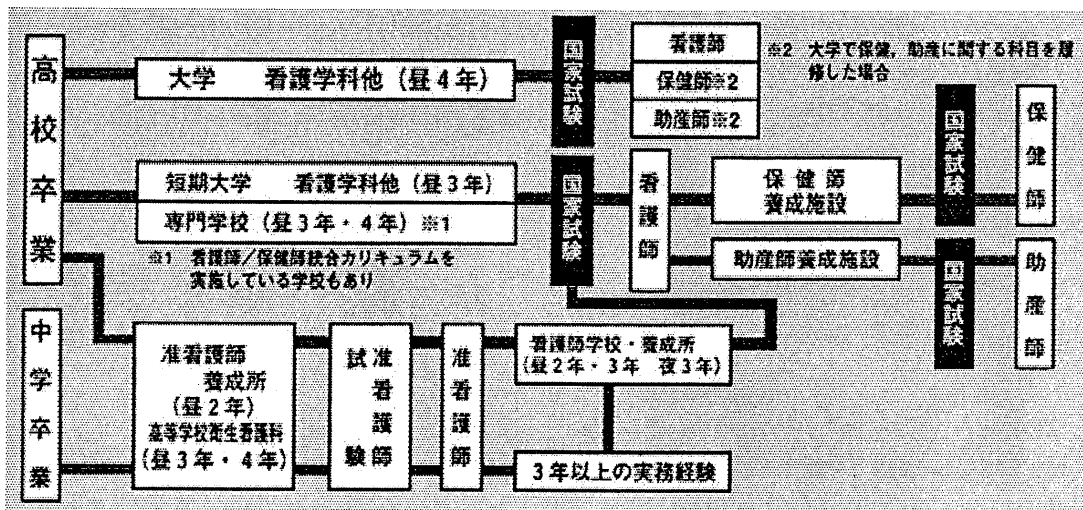 高校卒業
大学 看護学科他(昼4年)
国家試験
看護師
保健師※2
助産師※2
※2 大学で保健,助産に関する科目を履
修した場合
短期大学 看護学科他(昼3年)
専門学校(昼3年・4年)※1
※1 看護師/保健師統合カリキュラムを
実施している学校もあり
国家試験
看護師
保健師
養成施設
国家試験
保健師
助産師養成施設
国家試験
助産師
中学卒業
准看護師
養成所
(昼2年)
高等学校衛生看護科
(昼3年・4年)
准看護師
試験
准看護師
看護師学校・養成所
(昼2年・3年 夜3年)
3年以上の実務経験